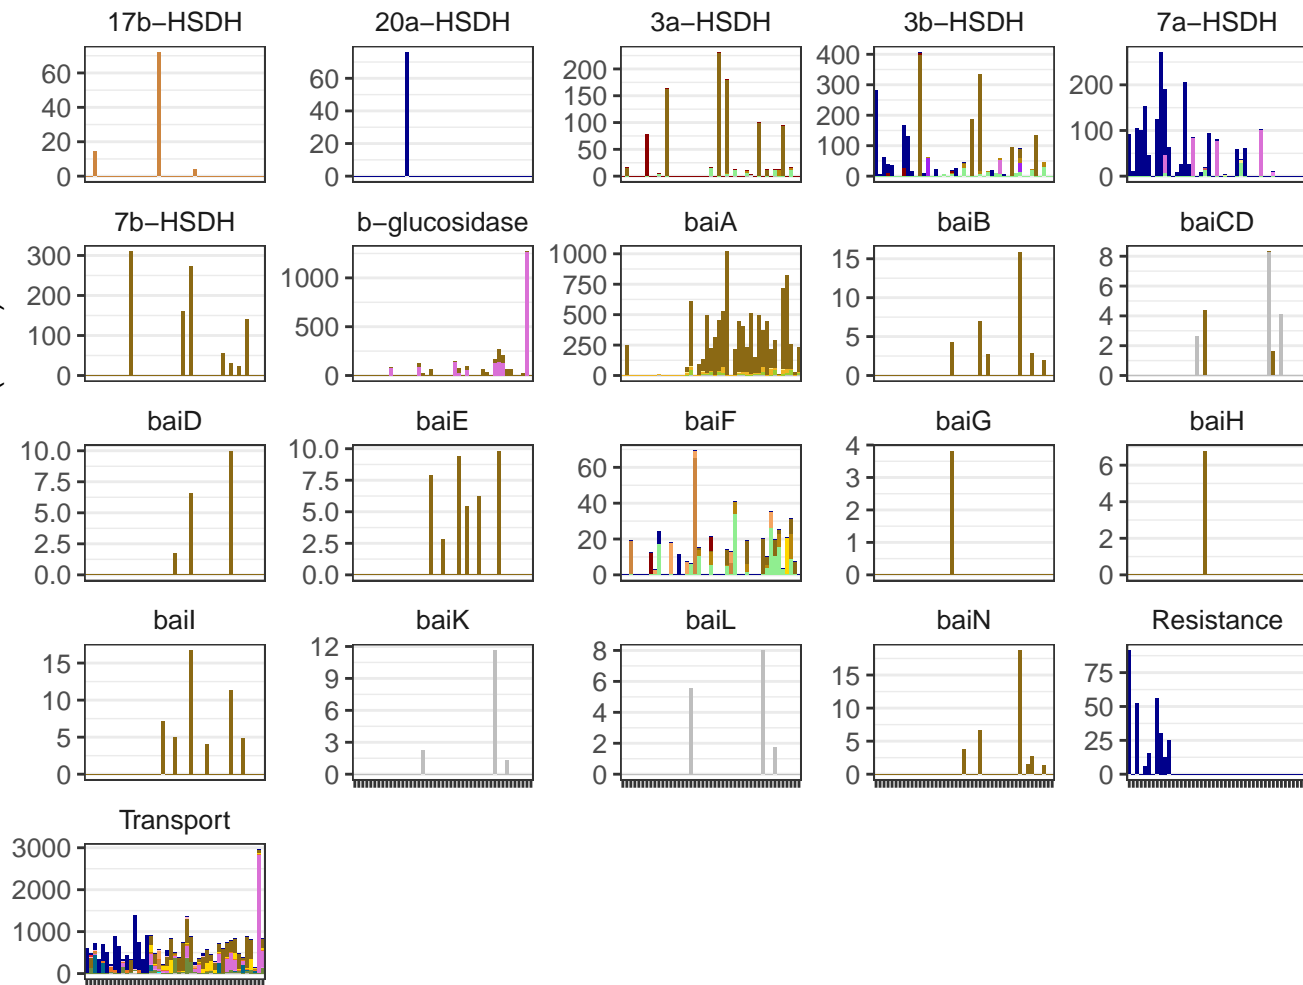 17b−HSDH 20a−HSDH 3a−HSDH 3b−HSDH 7a−HSDH
60 40 20 0
60 40 20 0
200 150 100 50 0
400 300 200 100 0
200 100 0
7b−HSDH b−glucosidase baiA baiB baiCD
300 200 100 0
1000 500 0
1000 750 500 250 0
15 10 5 0
8 6 4 2 0
baiD baiE baiF baiG baiH
10.0 7.5 5.0 2.5 0.0
10.0 7.5 5.0 2.5 0.0
60 40 20 0
4 3 2 1 0
6 4 2 0
baiI baiK baiL baiN Resistance
15 10 5 0
12 9 6 3 0
8 6 4 2 0
15 10 5 0
75 50 25 0
Transport
3000 2000 1000 0